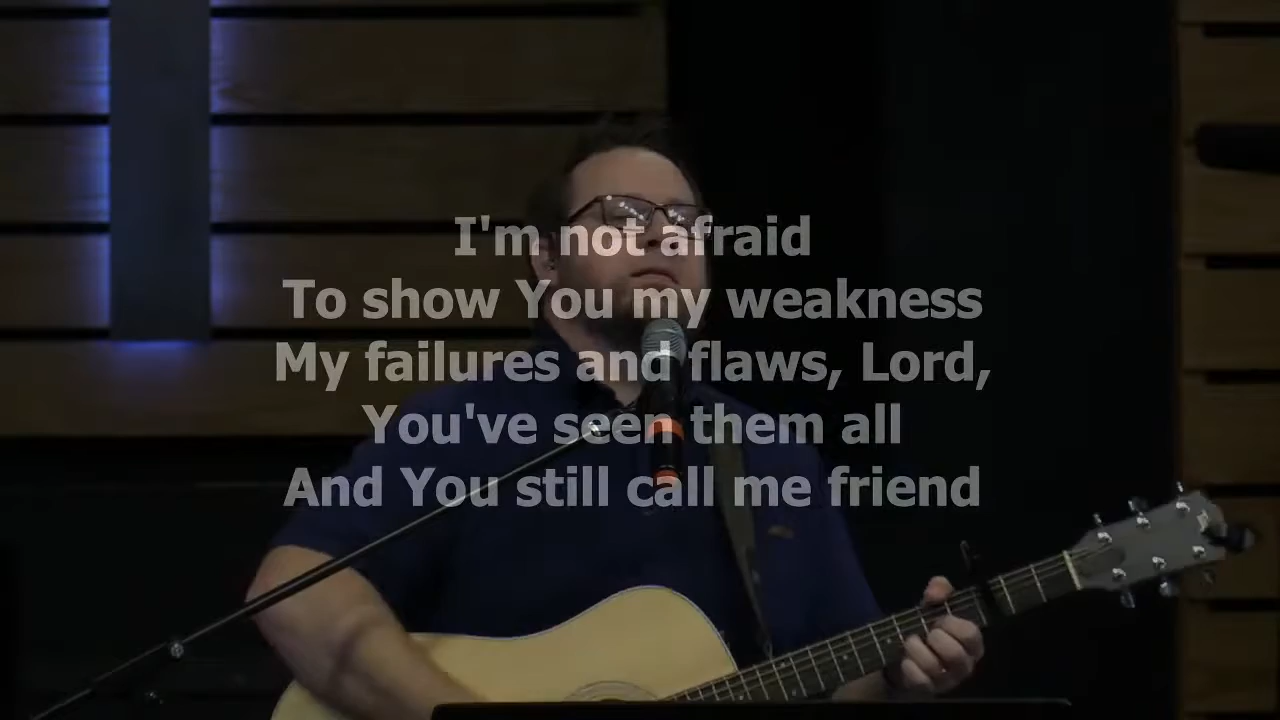 I'm not afraid
To show You my weakness
My failures and flaws, Lord,
You've seen them all
And You still call me friend